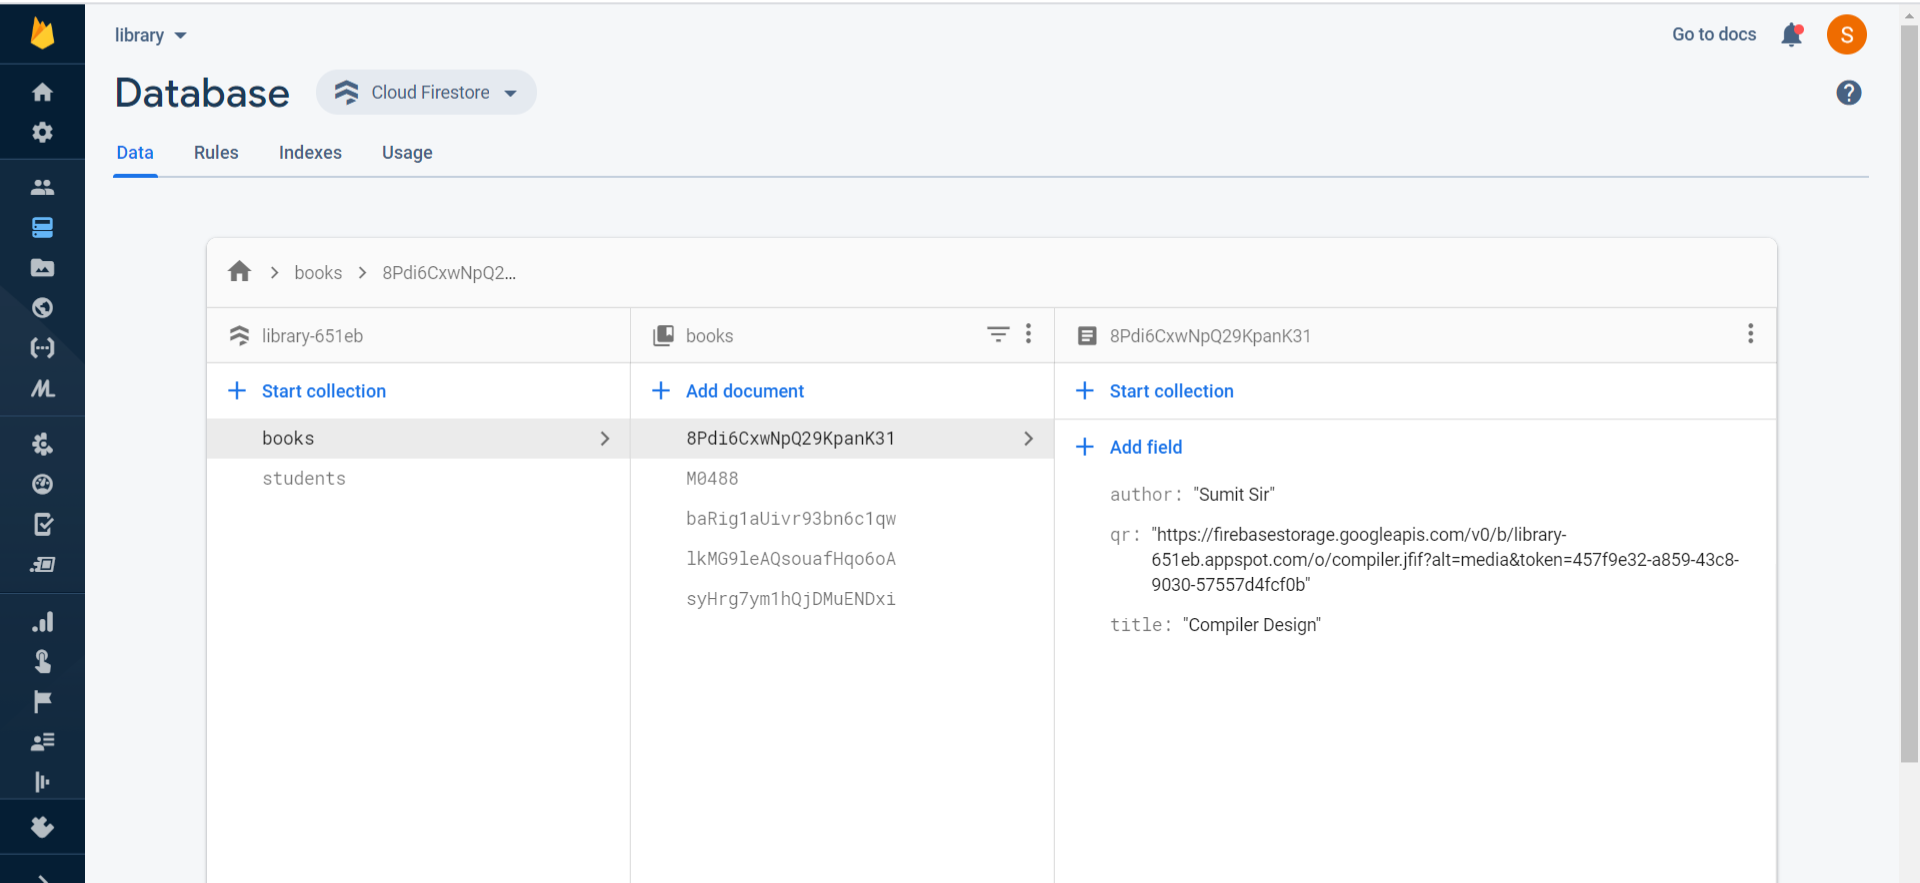 library
Go to docs
S
Database
Cloud Firestore
?
Data
Rules
Indexes
Usage
books
8Pdi6CxwNpQ2...
library-651eb
books
8Pdi6CxwNpQ29KpanK31
Start collection
Add document
Start collection
books
8Pdi6CxwNpQ29KpanK31
Add field
students
M0488
author: "Sumit Sir"
baRig1aUivr93bn6c1qw
qr: "https://firebasestorage.googleapis.com/v0/b/library-
651eb.appspot.com/o/compiler.jfif?alt=media&token=457f9e32-a859-43c8-
9030-57557d4fcf0b"
lkMG9leAQsouafHqo6oA
syHrg7ym1hQjDMuENDxi
title: "Compiler Design"